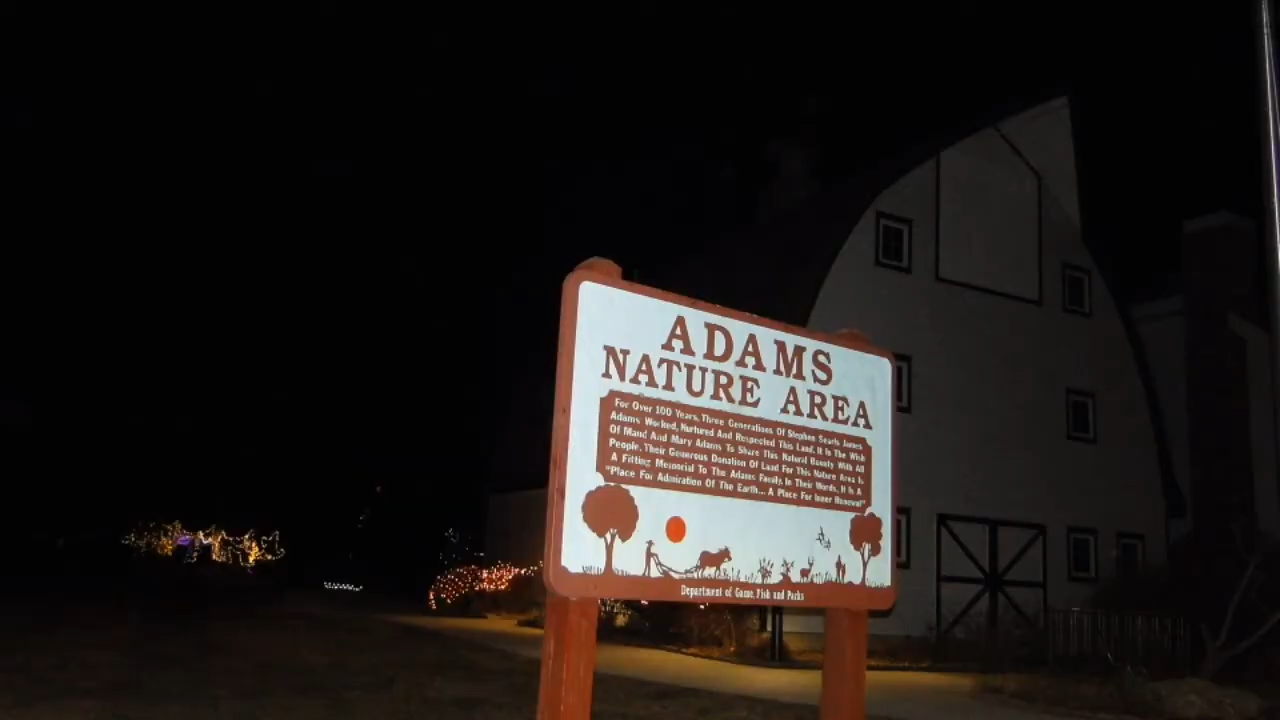 ADAMS
NATURE AREA
For Over 100 Years, Three Generations Of Stephen Searls James
Adams Worked, Nurtured And Respected This Land. It Is The Wish
Of Maud And Mary Adams To Share This Natural Bounty With All
People. Their Generous Donation Of Land For This Nature Area Is
A Fitting Memorial To The Adams Family. In Their Words, It Is A
"Place For Admiration Of The Earth... A Place For Inner Renewal"
Department of Game, Fish and Parks